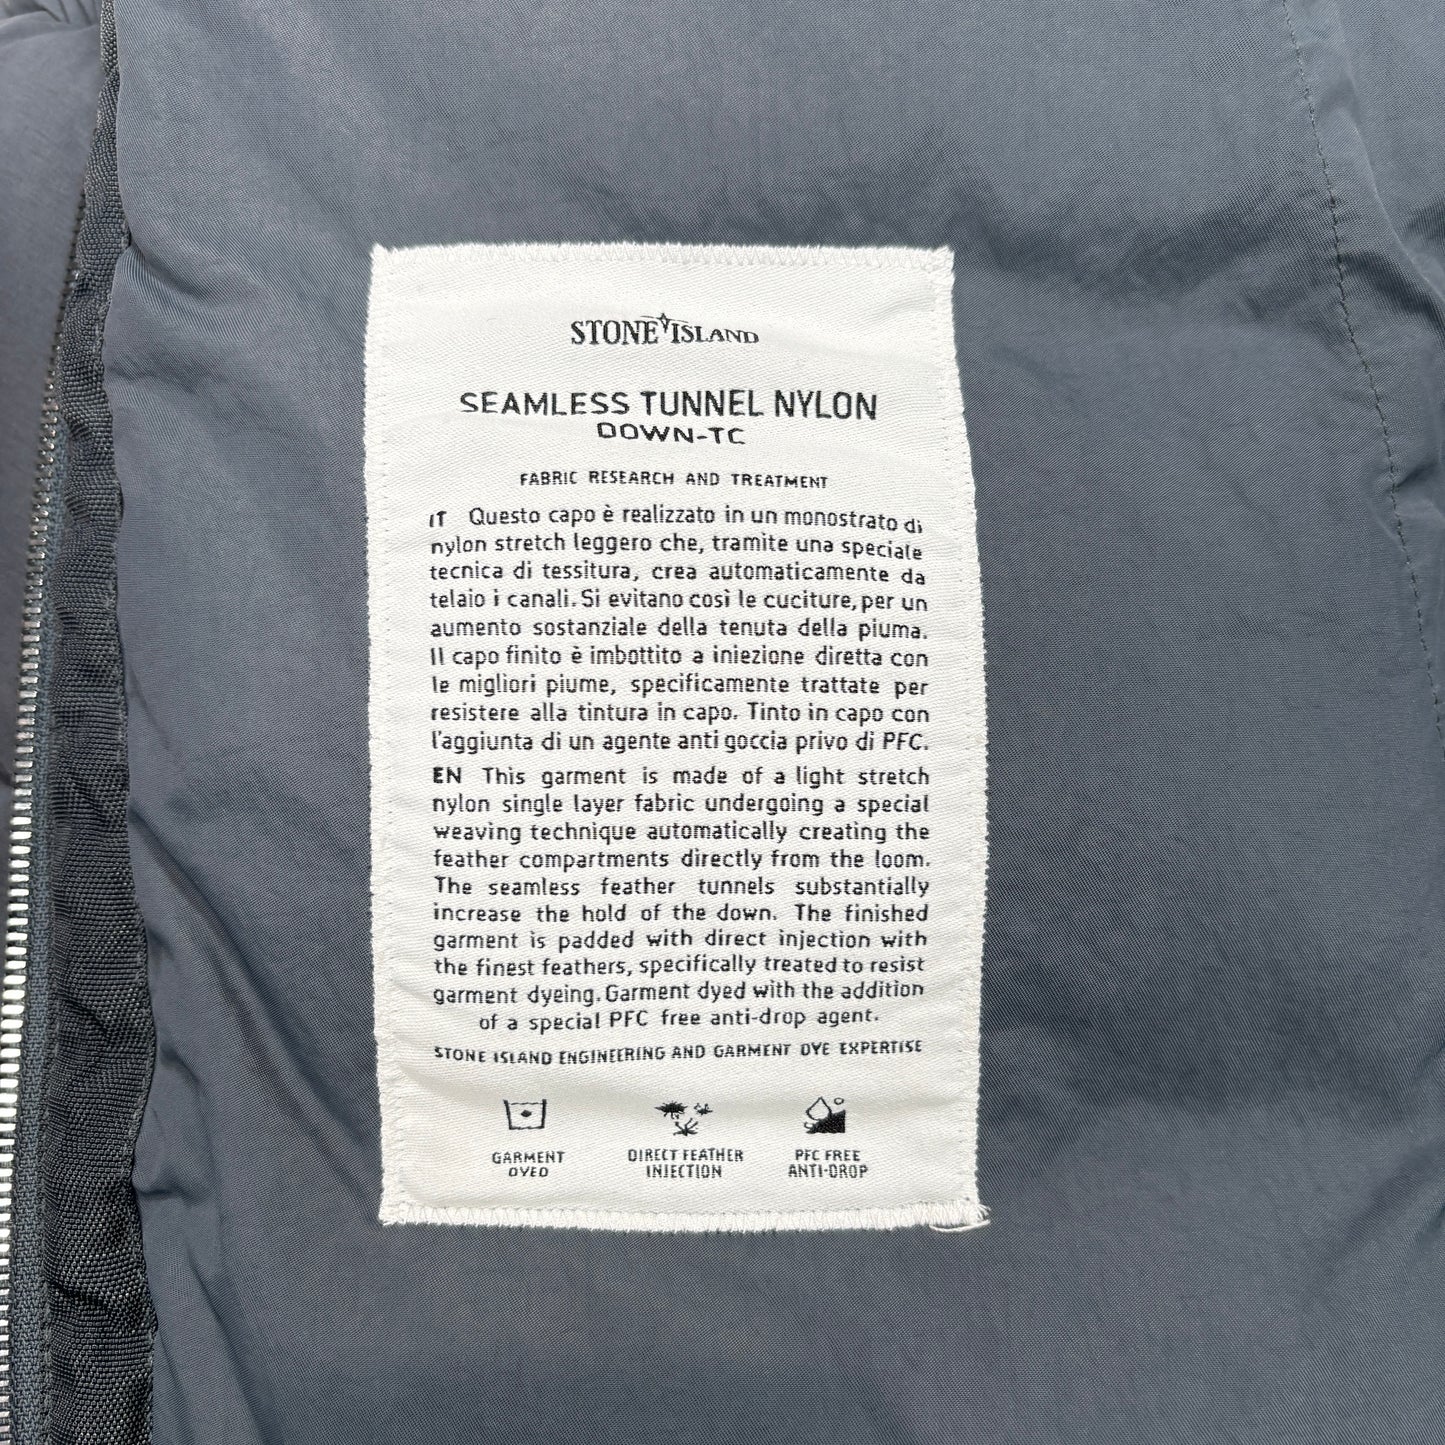 STONE ISLAND
SEAMLESS TUNNEL NYLON
DOWN-TC
FABRIC RESEARCH AND TREATMENT
IT Questo capo è realizzato in un monostrato di
nylon stretch leggero che, tramite una speciale
tecnica di tessitura, crea automaticamente da
telaio i canali. Si evitano così le cuciture, per un
aumento sostanziale della tenuta della piuma.
Il capo finito è imbottito a iniezione diretta con
le migliori piume, specificamente trattate per
resistere alla tintura in capo. Tinto in capo con
l'aggiunta di un agente anti goccia privo di PFC.
EN This garment is made of a light stretch
nylon single layer fabric undergoing a special
weaving technique automatically creating the
feather compartments directly from the loom.
The seamless feather tunnels substantially
increase the hold of the down. The finished
garment is padded with direct injection with
the finest feathers, specifically treated to resist
garment dyeing. Garment dyed with the addition
of a special PFC free anti-drop agent.
STONE ISLAND ENGINEERING AND GARMENT DYE EXPERTISE
GARMENT
DYED
DIRECT FEATHER
INJECTION
PFC FREE
ANTI-DROP